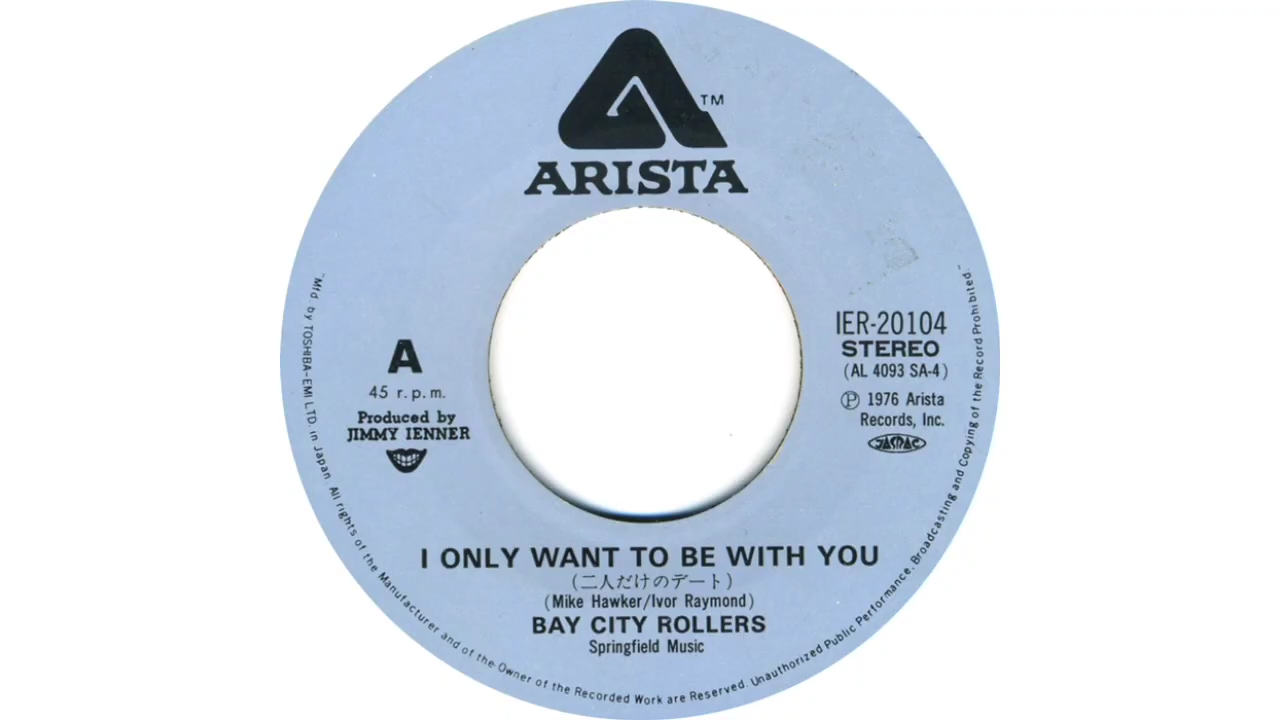 TM
ARISTA
A
45 r.p.m.
Produced by
JIMMY IENNER
IER-20104
STEREO
(AL 4093 SA-4)
Ⓟ 1976 Arista
Records, Inc.
JASRAC
I ONLY WANT TO BE WITH YOU
(二人だけのデート)
(Mike Hawker/Ivor Raymond)
BAY CITY ROLLERS
Springfield Music
"Mfd. by TOSHIBA-EMI LTD. in Japan. All rights of the Manufacturer and of the Owner of the Recorded Work are Reserved. Unauthorized Public Performance, Broadcasting and Copying of the Record Prohibited."